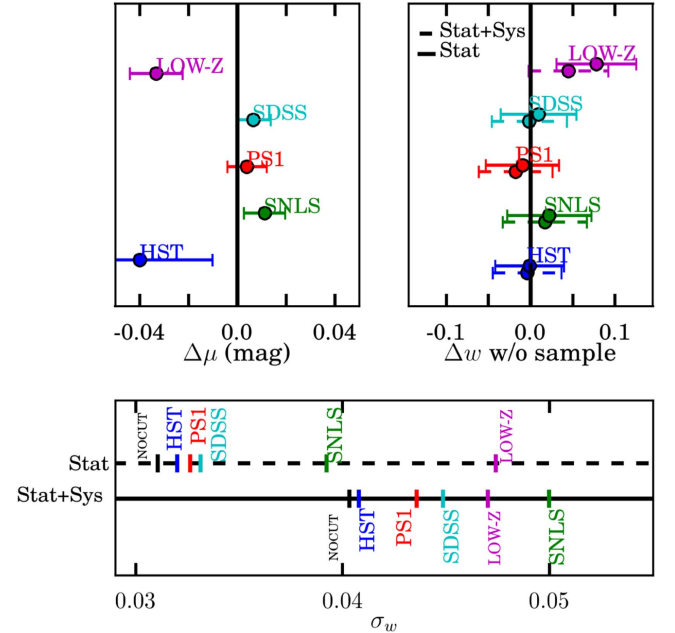 LOW-Z
SDSS
PS1
SNLS
HST
-0.04 0.0 0.04
Δμ (mag)
Stat+Sys
Stat
LOW-Z
SDSS
PS1
SNLS
HST
-0.1 0.0 0.1
Δw w/o sample
NOCUT HST PS1 SDSS SNLS LOW-Z
Stat
Stat+Sys
NOCUT HST PS1 SDSS LOW-Z SNLS
0.03 0.04 0.05
σw